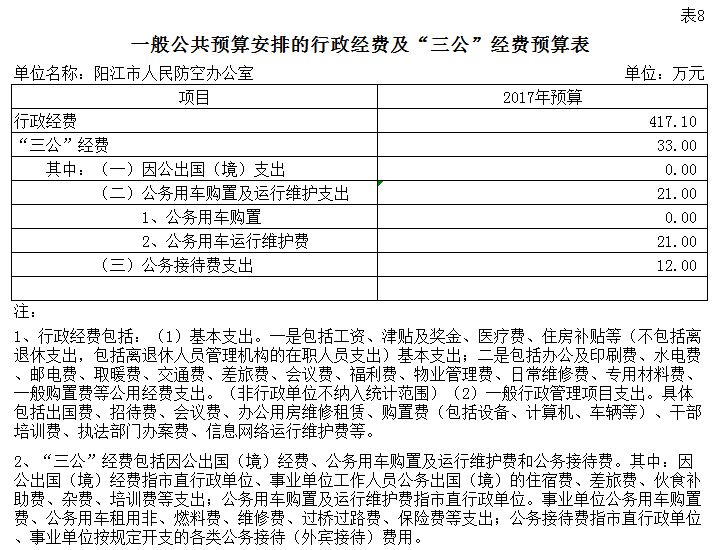 表8
一般公共预算安排的行政经费及“三公”经费预算表
单位名称：阳江市人民防空办公室 单位：万元
项目 2017年预算
行政经费 417.10
“三公”经费 33.00
其中：（一）因公出国（境）支出 0.00
（二）公务用车购置及运行维护支出 21.00
1、公务用车购置 0.00
2、公务用车运行维护费 21.00
（三）公务接待费支出 12.00
注：
1、行政经费包括：（1）基本支出。一是包括工资、津贴及奖金、医疗费、住房补贴等（不包括离
退休支出，包括离退休人员管理机构的在职人员支出）基本支出；二是包括办公及印刷费、水电费
、邮电费、取暖费、交通费、差旅费、会议费、福利费、物业管理费、日常维修费、专用材料费、
一般购置费等公用经费支出。（非行政单位不纳入统计范围）（2）一般行政管理项目支出。具体
包括出国费、招待费、会议费、办公用房维修租赁、购置费（包括设备、计算机、车辆等）、干部
培训费、执法部门办案费、信息网络运行维护费等。
2、“三公”经费包括因公出国（境）经费、公务用车购置及运行维护费和公务接待费。其中：因
公出国（境）经费指市直行政单位、事业单位工作人员公务出国（境）的住宿费、差旅费、伙食补
助费、杂费、培训费等支出；公务用车购置及运行维护费指市直行政单位。事业单位公务用车购置
费、公务用车租用非、燃料费、维修费、过桥过路费、保险费等支出；公务接待费指市直行政单位
、事业单位按规定开支的各类公务接待（外宾接待）费用。